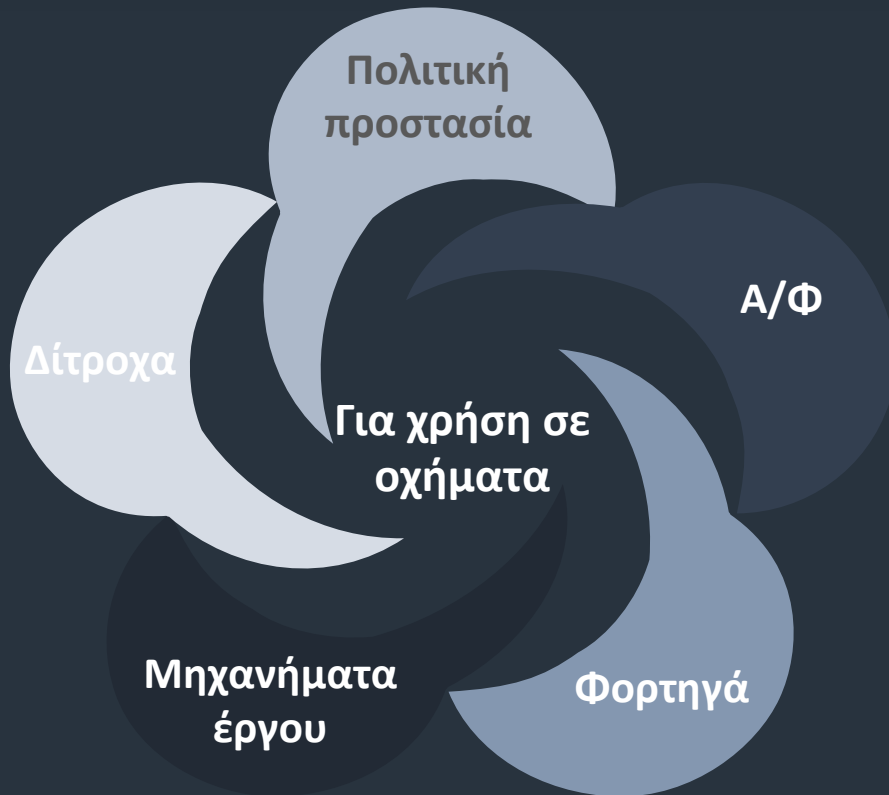 Πολιτική
προστασία
Α/Φ
Δίτροχα
Για χρήση σε
οχήματα
Μηχανήματα
έργου
Φορτηγά